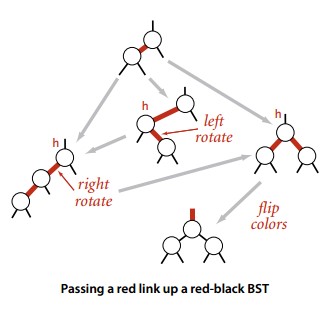 h
left
rotate
h
h
right
rotate
flip
colors
Passing a red link up a red-black BST